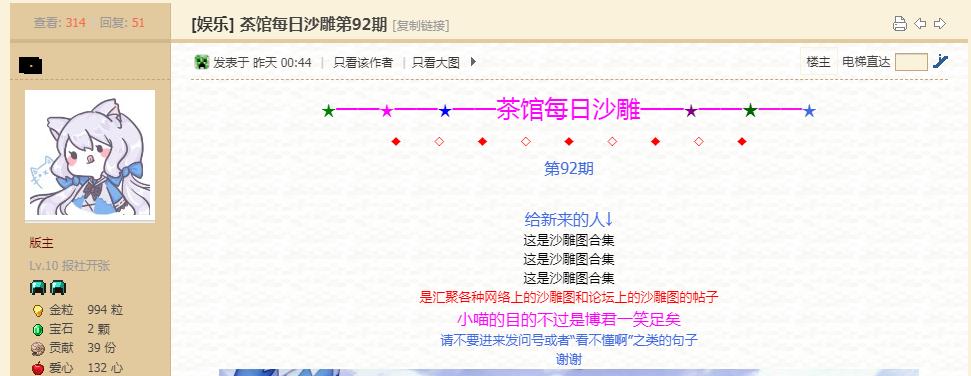 查看: 314 回复: 51
[娱乐] 茶馆每日沙雕第92期 [复制链接]
发表于 昨天 00:44 | 只看该作者 | 只看大图
楼主 电梯直达
★——★——★——茶馆每日沙雕——★——★——★
◆ ◇ ◆ ◇ ◆ ◇ ◆ ◇ ◆
第92期
给新来的人↓
这是沙雕图合集
这是沙雕图合集
这是沙雕图合集
是汇聚各种网络上的沙雕图和论坛上的沙雕图的帖子
小喵的目的不过是博君一笑足矣
请不要进来发问号或者“看不懂啊”之类的句子
谢谢
版主
Lv.10 报社开张
金粒 994 粒
宝石 2 颗
贡献 39 份
爱心 132 心